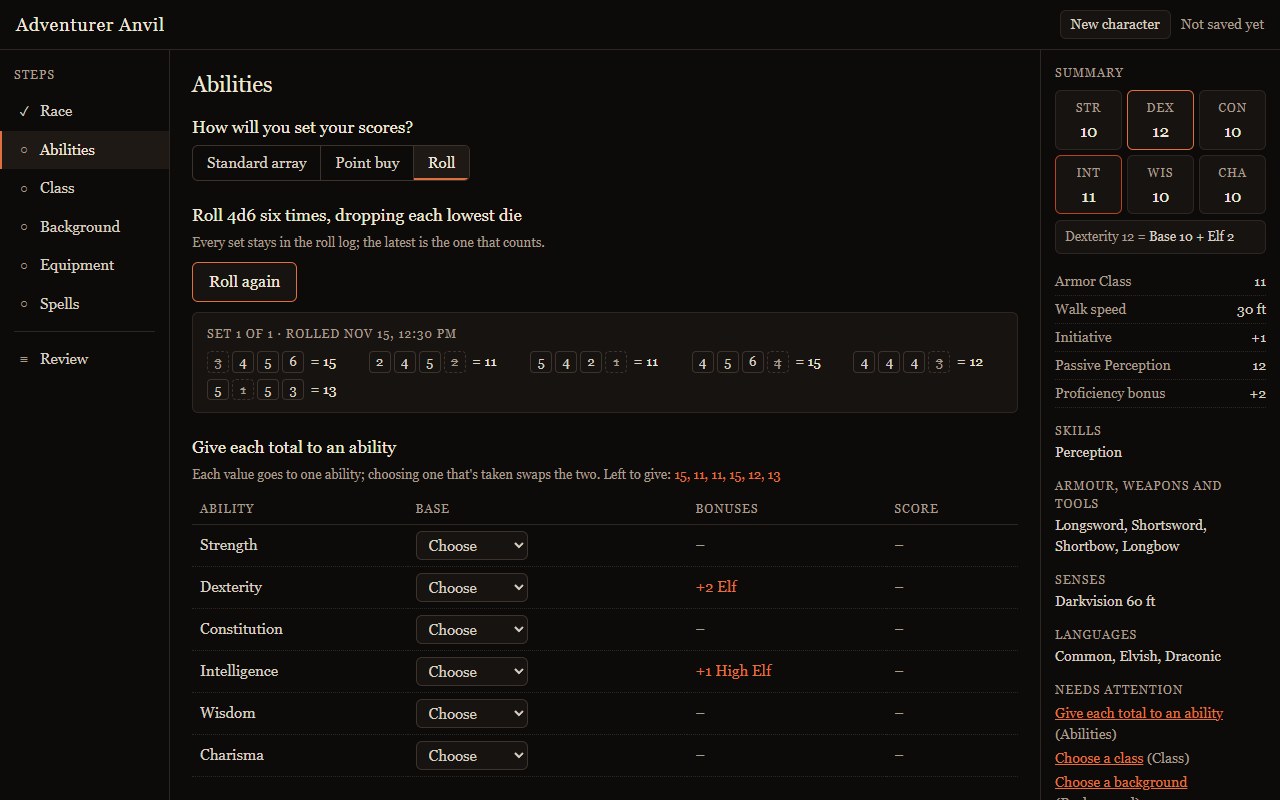 Adventurer Anvil
New character
Not saved yet
STEPS
✓ Race
○ Abilities
○ Class
○ Background
○ Equipment
○ Spells
≡ Review
Abilities
How will you set your scores?
Standard array
Point buy
Roll
Roll 4d6 six times, dropping each lowest die
Every set stays in the roll log; the latest is the one that counts.
Roll again
SET 1 OF 1 · ROLLED NOV 15, 12:30 PM
3 4 5 6 = 15
2 4 5 2 = 11
5 4 2 1 = 11
4 5 6 4 = 15
4 4 4 3 = 12
5 1 5 3 = 13
Give each total to an ability
Each value goes to one ability; choosing one that's taken swaps the two. Left to give: 15, 11, 11, 15, 12, 13
ABILITY BASE BONUSES SCORE
Strength Choose – –
Dexterity Choose +2 Elf –
Constitution Choose – –
Intelligence Choose +1 High Elf –
Wisdom Choose – –
Charisma Choose – –
SUMMARY
STR DEX CON
10 12 10
INT WIS CHA
11 10 10
Dexterity 12 = Base 10 + Elf 2
Armor Class 11
Walk speed 30 ft
Initiative +1
Passive Perception 12
Proficiency bonus +2
SKILLS
Perception
ARMOUR, WEAPONS AND
TOOLS
Longsword, Shortsword,
Shortbow, Longbow
SENSES
Darkvision 60 ft
LANGUAGES
Common, Elvish, Draconic
NEEDS ATTENTION
Give each total to an ability
(Abilities)
Choose a class (Class)
Choose a background